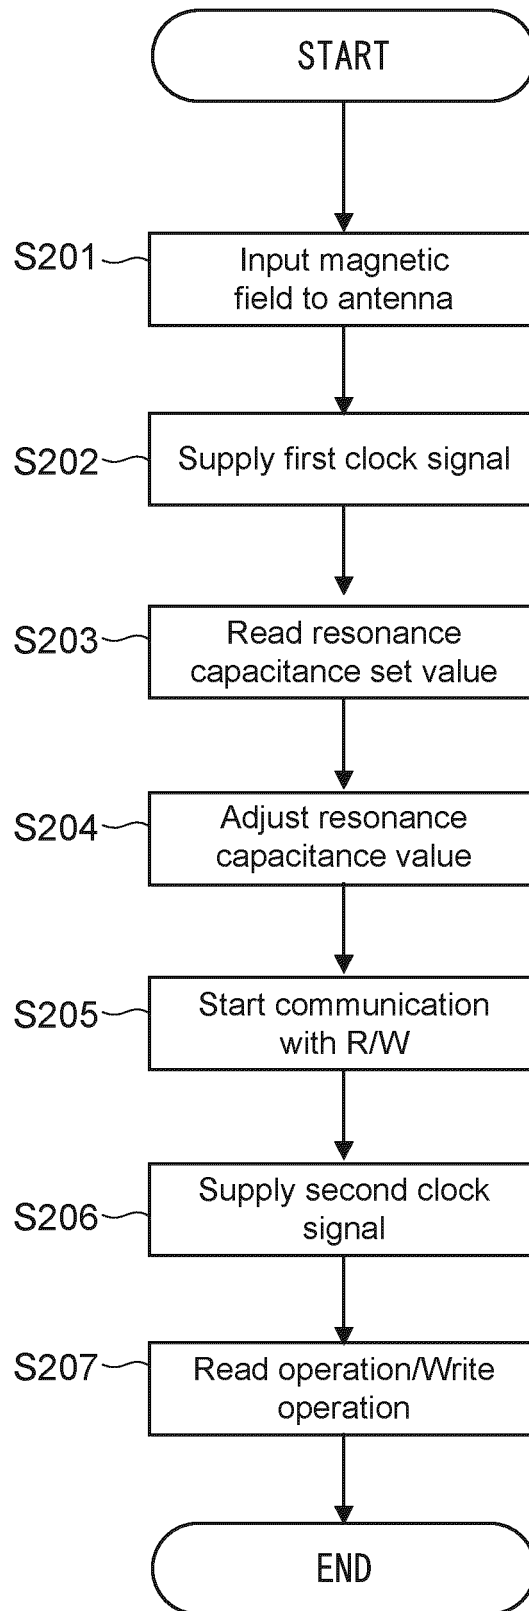 START
S201
Input magnetic
field to antenna
S202
Supply first clock signal
S203
Read resonance
capacitance set value
S204
Adjust resonance
capacitance value
S205
Start communication
with R/W
S206
Supply second clock
signal
S207
Read operation/Write
operation
END